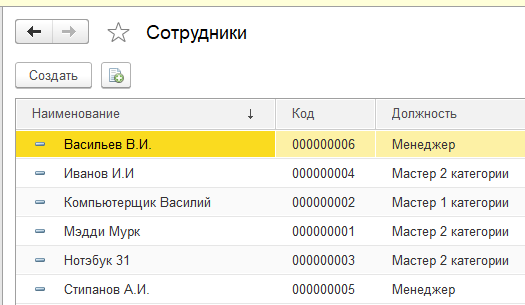 Сотрудники
Создать
Наименование ↓ Код Должность
Васильев В.И. 000000006 Менеджер
Иванов И.И 000000004 Мастер 2 категории
Компьютерщик Василий 000000002 Мастер 1 категории
Мэдди Мурк 000000001 Мастер 2 категории
Нотэбук 31 000000003 Мастер 2 категории
Стипанов А.И. 000000005 Менеджер